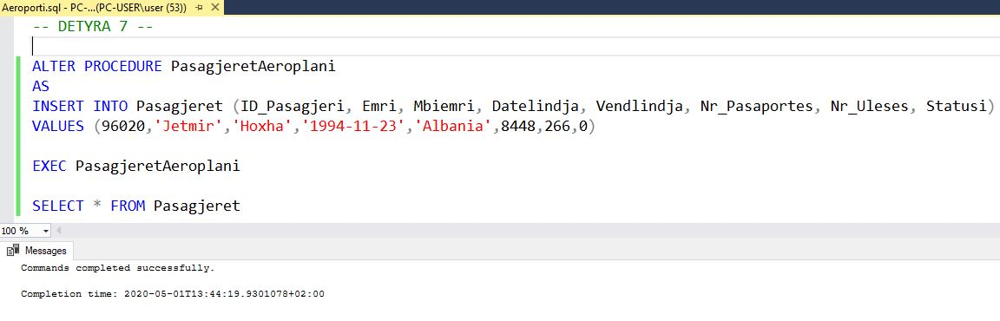 Aeroporti.sql - PC-...(PC-USER\user (53))
-- DETYRA 7 --
ALTER PROCEDURE PasagjeretAeroplani
AS
INSERT INTO Pasagjeret (ID_Pasagjeri, Emri, Mbiemri, Datelindja, Vendlindja, Nr_Pasaportes, Nr_Uleses, Statusi)
VALUES (96020,'Jetmir','Hoxha','1994-11-23','Albania',8448,266,0)
EXEC PasagjeretAeroplani
SELECT * FROM Pasagjeret
100 %
Messages
Commands completed successfully.
Completion time: 2020-05-01T13:44:19.9301078+02:00